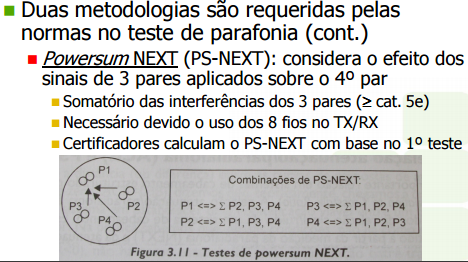 Duas metodologias são requeridas pelas
normas no teste de parafonia (cont.)
Powersum NEXT (PS-NEXT): considera o efeito dos
sinais de 3 pares aplicados sobre o 4º par
Somatório das interferências dos 3 pares (≥ cat. 5e)
Necessário devido o uso dos 8 fios no TX/RX
Certificadores calculam o PS-NEXT com base no 1º teste
P1
P2
P3
P4
Combinações de PS-NEXT:
P1 <=> Σ P2, P3, P4 P3 <=> Σ P1, P2, P4
P2 <=> Σ P1, P3, P4 P4 <=> Σ P1, P2, P3
Figura 3.11 - Testes de powersum NEXT.